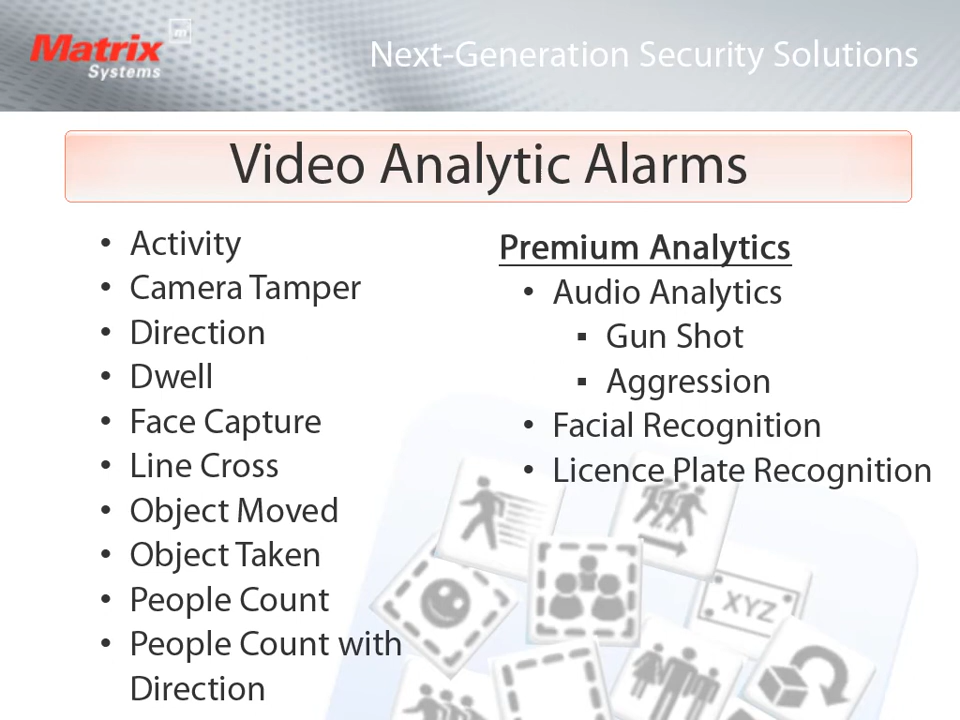 Matrix
m
Systems
Next-Generation Security Solutions
Video Analytic Alarms
• Activity
• Camera Tamper
• Direction
• Dwell
• Face Capture
• Line Cross
• Object Moved
• Object Taken
• People Count
• People Count with
Direction
Premium Analytics
• Audio Analytics
▪ Gun Shot
▪ Aggression
• Facial Recognition
• Licence Plate Recognition
XYZ